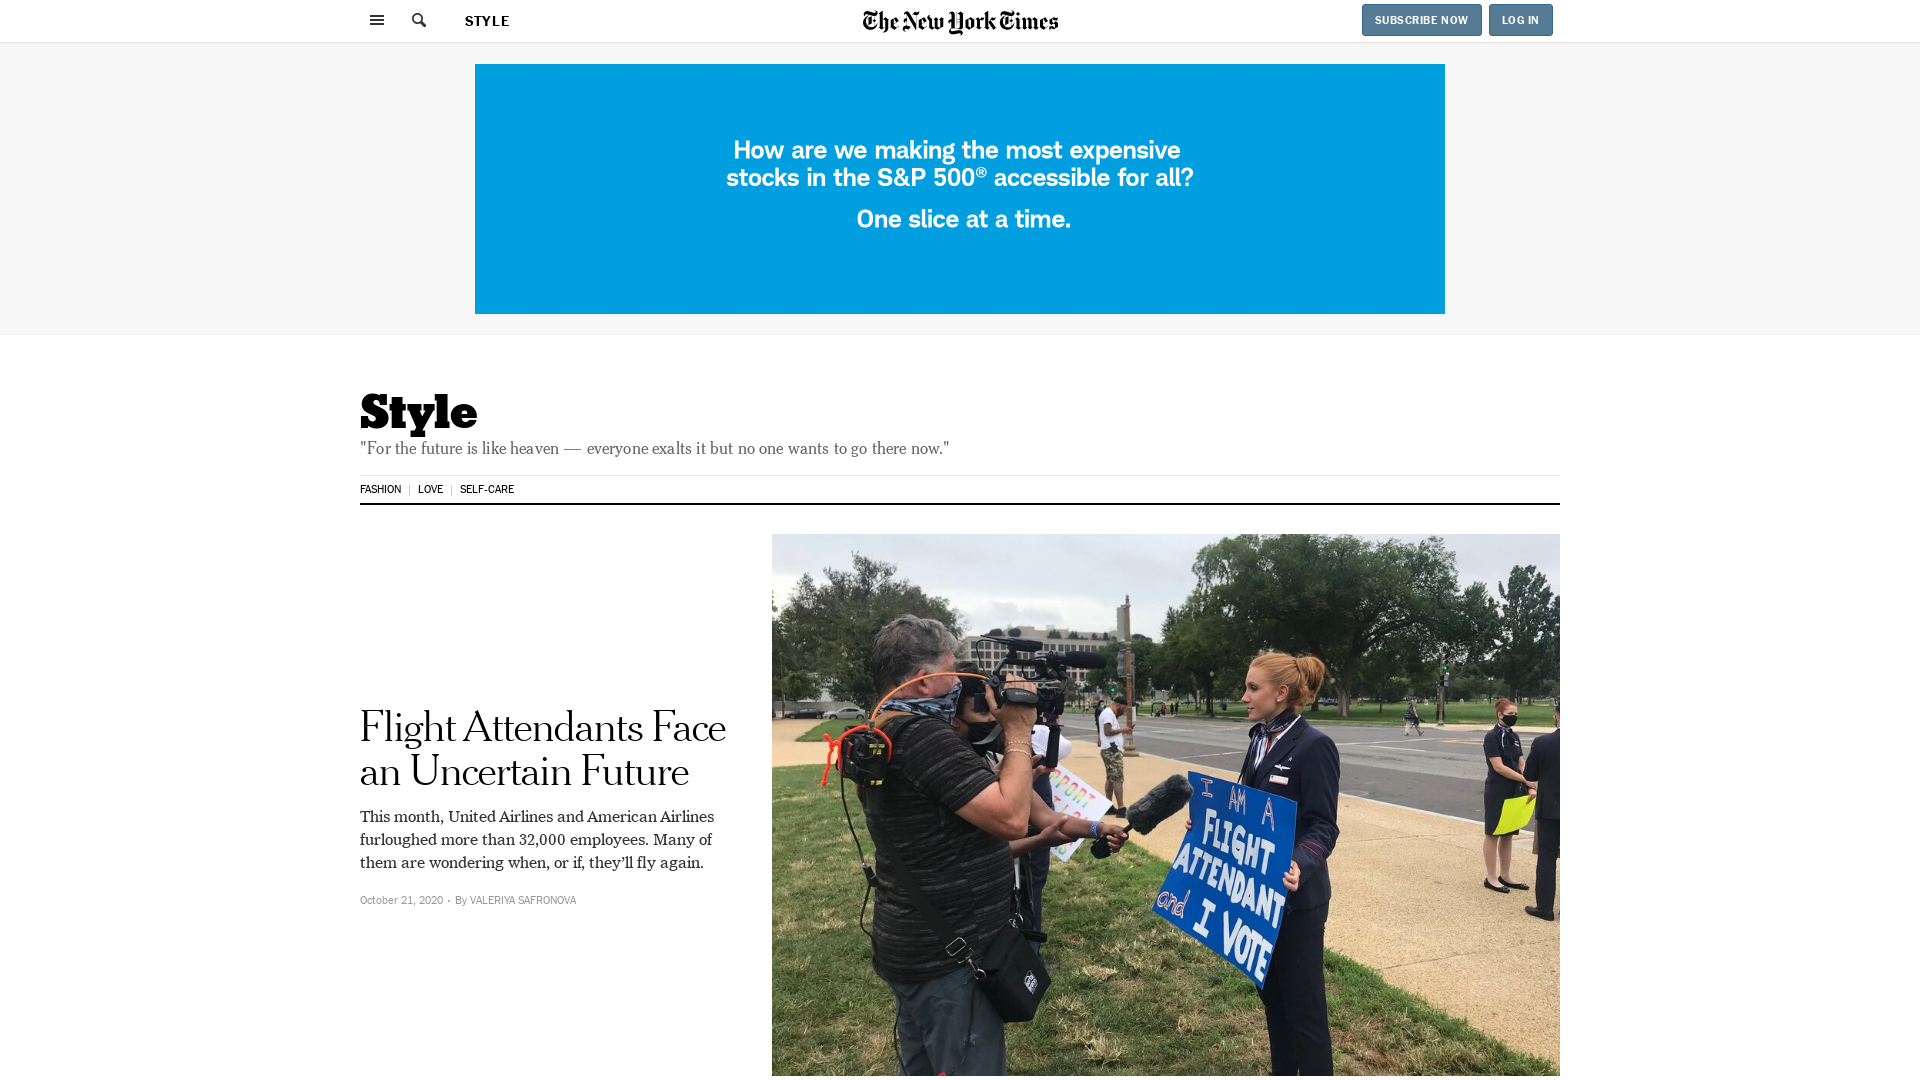 STYLE
The New York Times
SUBSCRIBE NOW
LOG IN
How are we making the most expensive
stocks in the S&P 500® accessible for all?
One slice at a time.
Style
"For the future is like heaven — everyone exalts it but no one wants to go there now."
FASHION
LOVE
SELF-CARE
Flight Attendants Face
an Uncertain Future
This month, United Airlines and American Airlines
furloughed more than 32,000 employees. Many of
them are wondering when, or if, they’ll fly again.
October 21, 2020 • By VALERIYA SAFRONOVA
I AM A
FLIGHT
ATTENDANT
and I VOTE